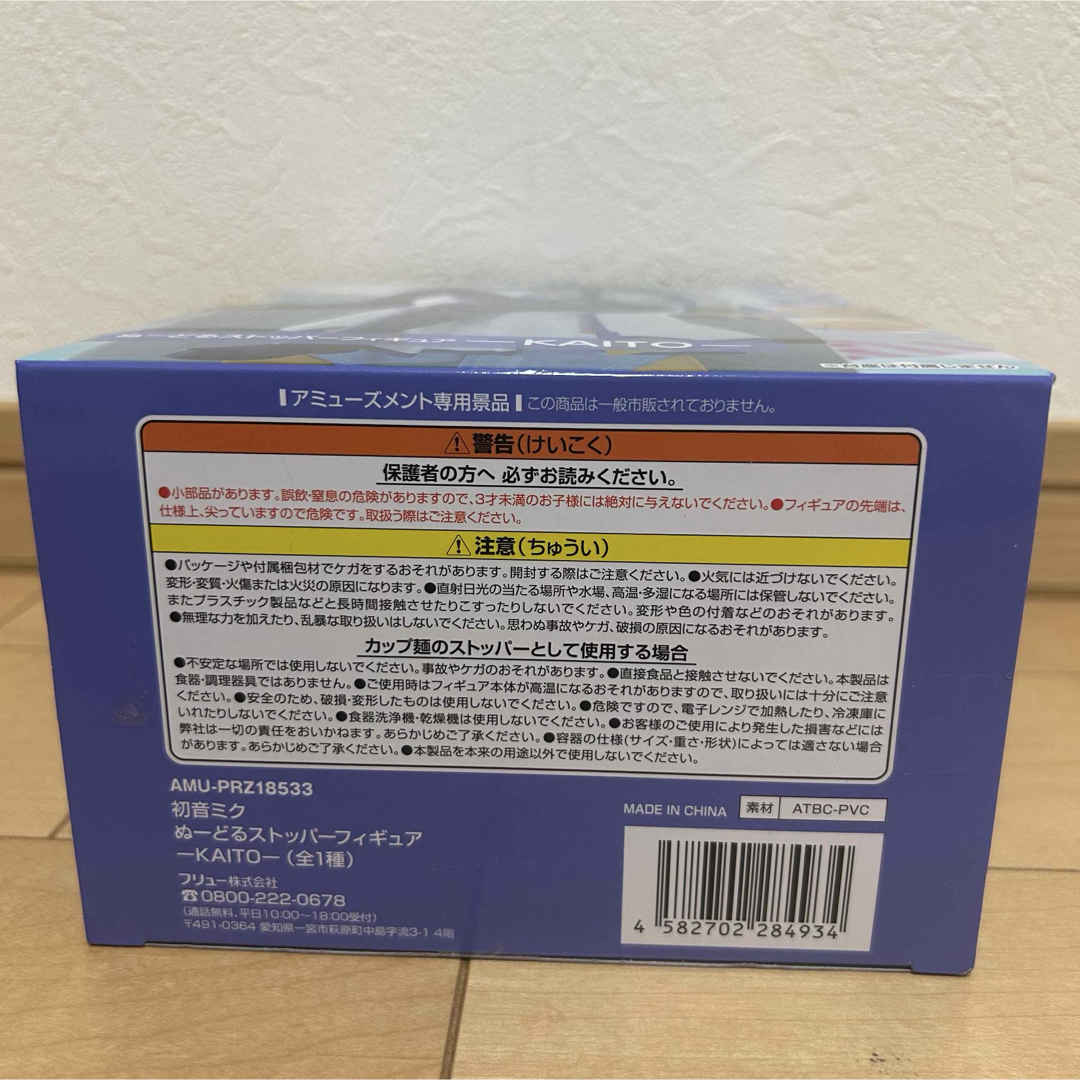 ぬーどるストッパーフィギュア —KAITO—
※台座は付属しません
アミューズメント専用景品 この商品は一般市販されておりません。
⚠警告(けいこく)
保護者の方へ 必ずお読みください。
●小部品があります。誤飲・窒息の危険がありますので、3才未満のお子様には絶対に与えないでください。●フィギュアの先端は、
仕様上、尖っていますので危険です。取扱う際はご注意ください。
⚠注意(ちゅうい)
●パッケージや付属梱包材でケガをするおそれがあります。開封する際はご注意ください。●火気には近づけないでください。
変形・変質・火傷または火災の原因になります。●直射日光の当たる場所や水場、高温・多湿になる場所には保管しないでください。
またプラスチック製品などと長時間接触させたりこすったりしないでください。変形や色の付着などのおそれがあります。
●無理な力を加えたり、乱暴な取り扱いはしないでください。思わぬ事故やケガ、破損の原因になるおそれがあります。
カップ麺のストッパーとして使用する場合
●不安定な場所では使用しないでください。事故やケガのおそれがあります。●直接食品と接触させないでください。本製品は
食器・調理器具ではありません。●ご使用時はフィギュア本体が高温になるおそれがありますので、取り扱いには十分にご注意
ください。●安全のため、破損・変形したものは使用しないでください。●危険ですので、電子レンジで加熱したり、冷凍庫に
いれたりしないでください。●食器洗浄機・乾燥機は使用しないでください。●お客様のご使用により発生した損害などには
弊社は一切の責任をおいかねます。あらかじめご了承ください。●容器の仕様(サイズ・重さ・形状)によっては適さない場合
があります。あらかじめご了承ください。●本製品を本来の用途以外で使用しないでください。
AMU-PRZ18533
初音ミク
ぬーどるストッパーフィギュア
—KAITO—(全1種)
フリュー株式会社
☎0800-222-0678
(通話無料、平日10:00〜18:00受付)
〒491-0364 愛知県一宮市萩原町中島字流3-1 4階
MADE IN CHINA 素材 ATBC-PVC
4 582702 284934